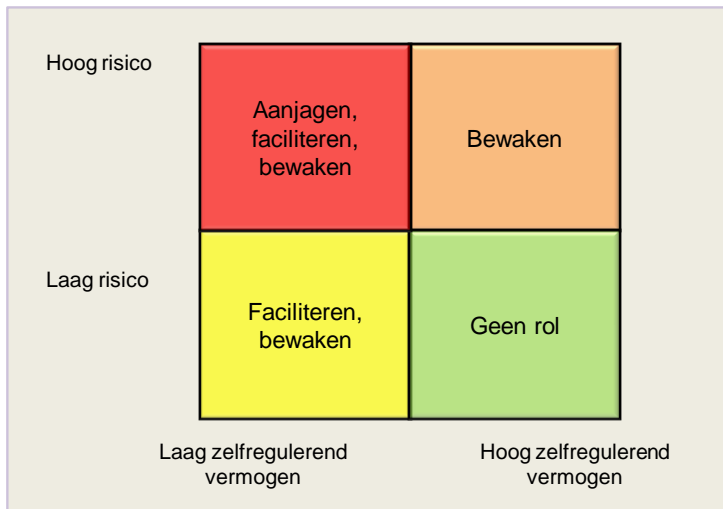 Hoog risico
Aanjagen,
faciliteren,
bewaken
Bewaken
Laag risico
Faciliteren,
bewaken
Geen rol
Laag zelfregulerend
vermogen
Hoog zelfregulerend
vermogen